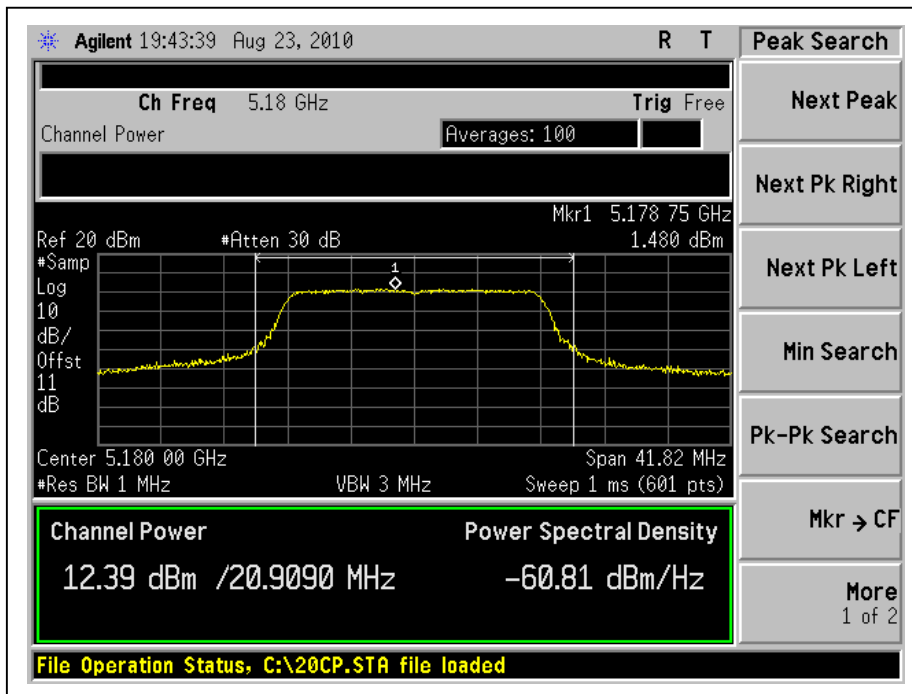 Agilent 19:43:39 Aug 23, 2010 R T
Peak Search
Ch Freq 5.18 GHz Trig Free
Channel Power Averages: 100
Mkr1 5.178 75 GHz
Ref 20 dBm #Atten 30 dB 1.480 dBm
#Samp
Log
10
dB/
Offst
11
dB
1
Center 5.180 00 GHz Span 41.82 MHz
#Res BW 1 MHz VBW 3 MHz Sweep 1 ms (601 pts)
Channel Power Power Spectral Density
12.39 dBm /20.9090 MHz -60.81 dBm/Hz
File Operation Status, C:\20CP.STA file loaded
Next Peak
Next Pk Right
Next Pk Left
Min Search
Pk-Pk Search
Mkr → CF
More
1 of 2